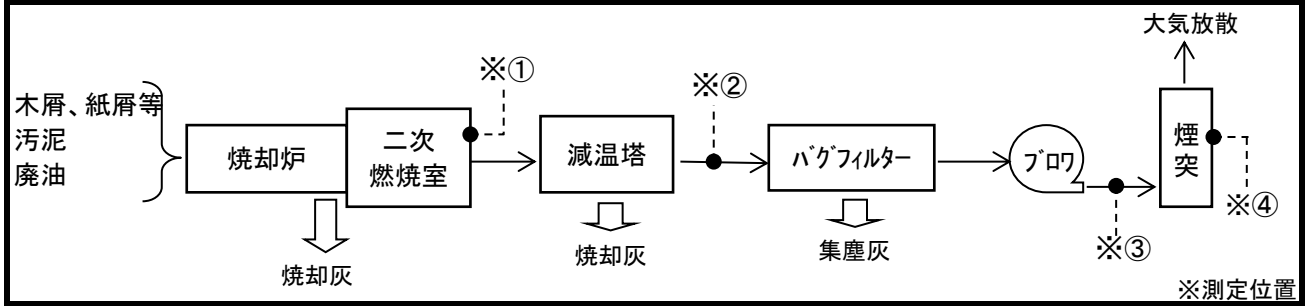 大気放散
※①
※②
木屑、紙屑等
汚泥
廃油
焼却炉
二次
燃焼室
減温塔
ﾊﾞｸﾞフィルター
ﾌﾞﾛﾜ
煙
突
※④
※③
焼却灰
焼却灰
集塵灰
※測定位置